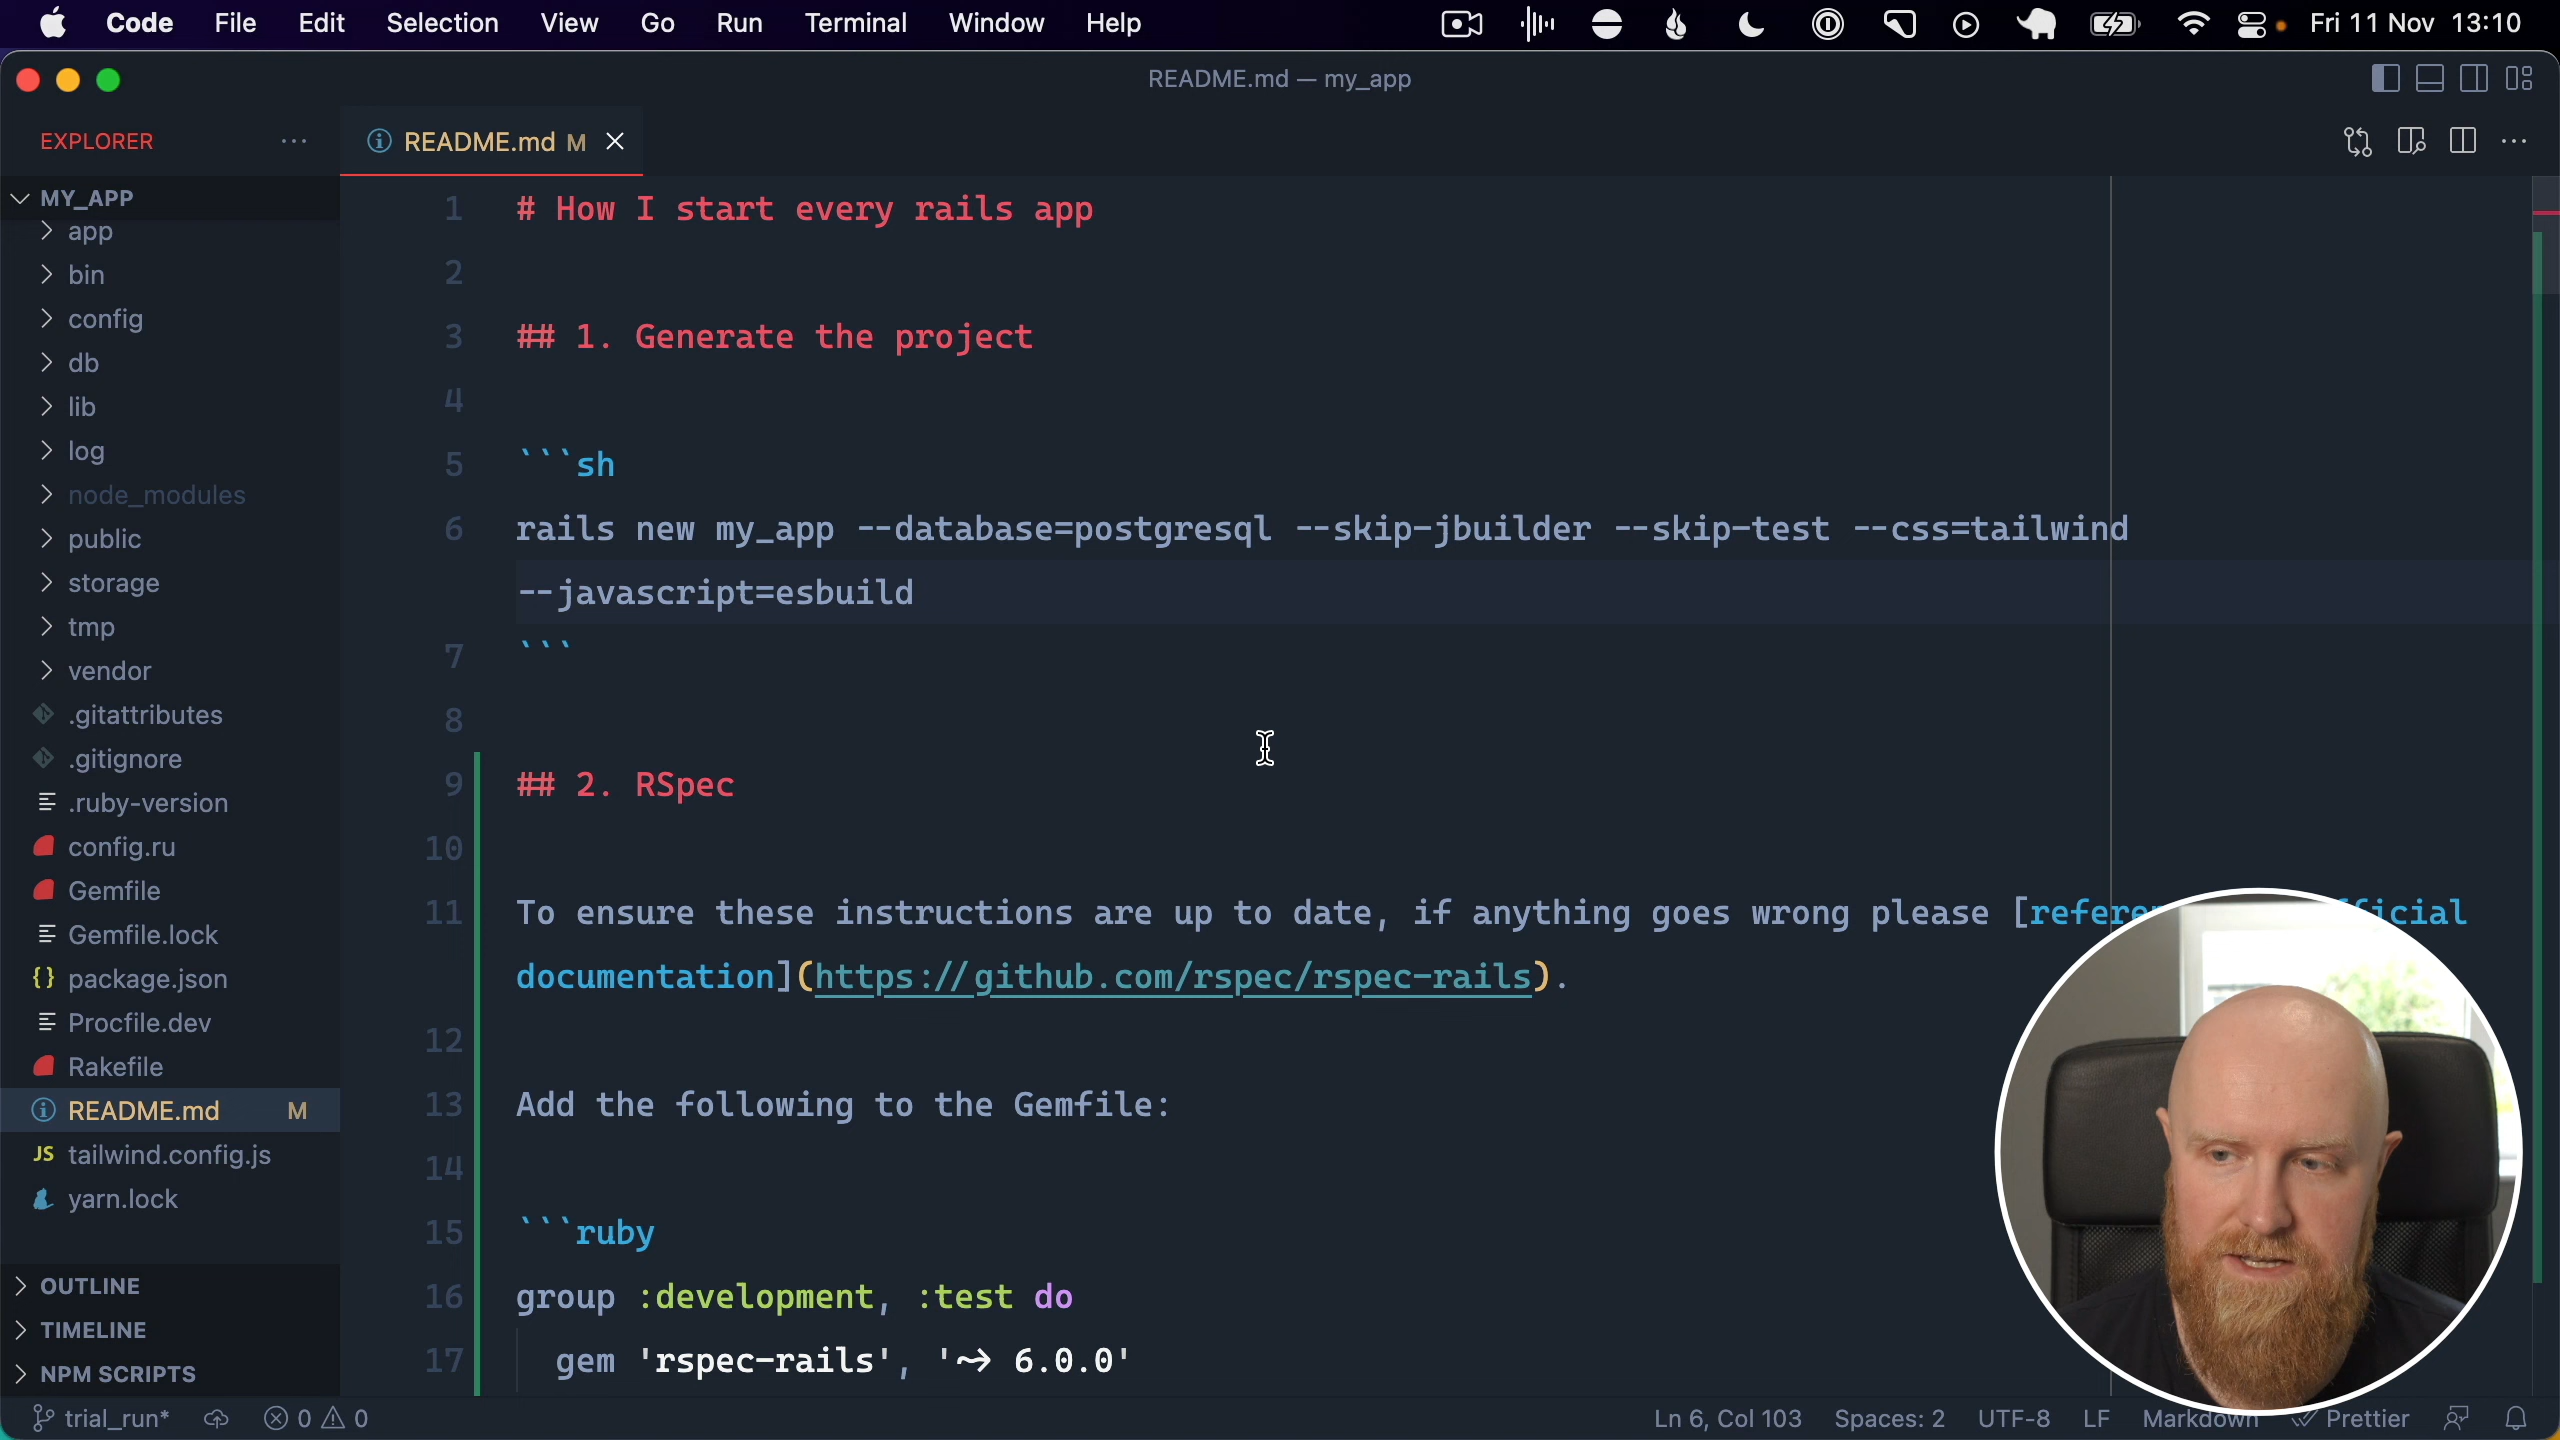 Code File Edit Selection View Go Run Terminal Window Help Fri 11 Nov 13:10
README.md — my_app
EXPLORER
README.md M
MY_APP
app
bin
config
db
lib
log
node_modules
public
storage
tmp
vendor
.gitattributes
.gitignore
.ruby-version
config.ru
Gemfile
Gemfile.lock
package.json
Procfile.dev
Rakefile
README.md M
tailwind.config.js
yarn.lock
OUTLINE
TIMELINE
NPM SCRIPTS
1 # How I start every rails app
2
3 ## 1. Generate the project
4
5 ```sh
6 rails new my_app --database=postgresql --skip-jbuilder --skip-test --css=tailwind
--javascript=esbuild
7 ```
8
9 ## 2. RSpec
10
11 To ensure these instructions are up to date, if anything goes wrong please
documentation](https://github.com/rspec/rspec-rails).
12
13 Add the following to the Gemfile:
14
15 ```ruby
16 group :development, :test do
17 gem 'rspec-rails', '~> 6.0.0'
trial_run* 0 0 Ln 6, Col 103 Spaces: 2 UTF-8 LF Markdown Prettier